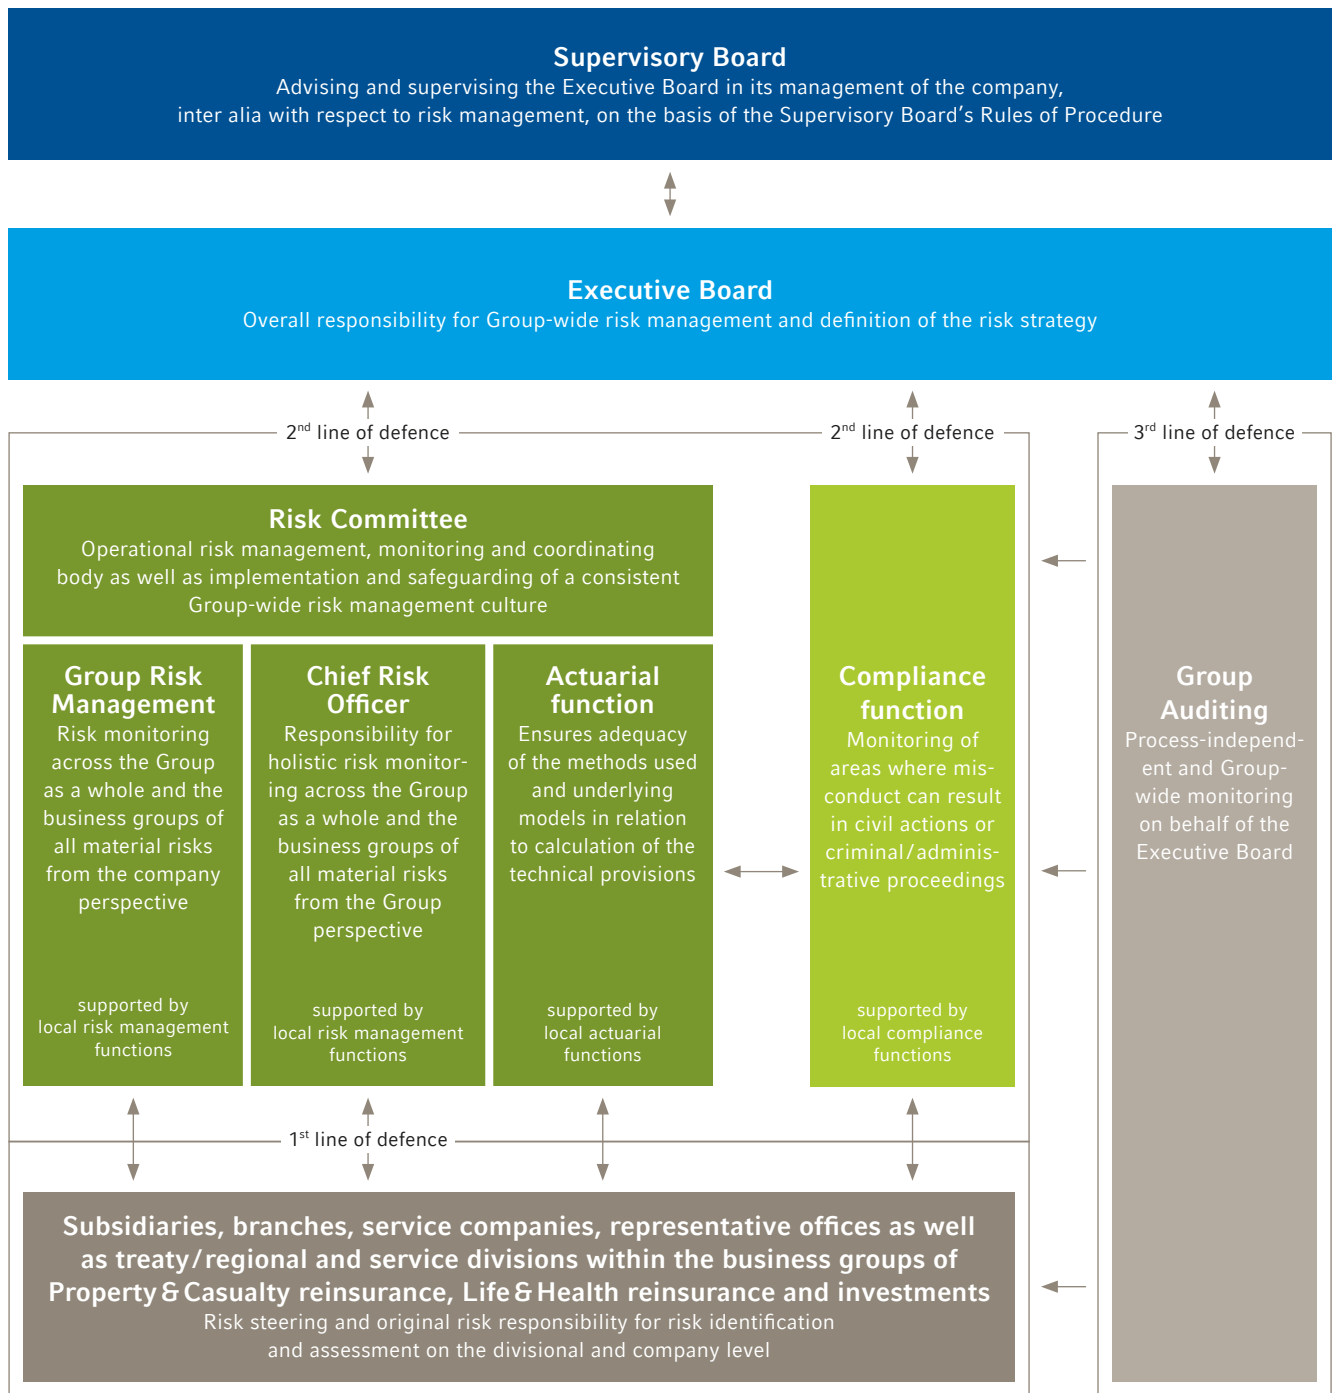 Supervisory Board
Advising and supervising the Executive Board in its management of the company,
inter alia with respect to risk management, on the basis of the Supervisory Board’s Rules of Procedure
Executive Board
Overall responsibility for Group-wide risk management and definition of the risk strategy
2nd line of defence
2nd line of defence
3rd line of defence
Risk Committee
Operational risk management, monitoring and coordinating
body as well as implementation and safeguarding of a consistent
Group-wide risk management culture
Group Risk
Management
Risk monitoring
across the Group
as a whole and the
business groups of
all material risks
from the company
perspective
supported by
local risk management
functions
Chief Risk
Officer
Responsibility for
holistic risk monitor-
ing across the Group
as a whole and the
business groups of
all material risks
from the Group
perspective
supported by
local risk management
functions
Actuarial
function
Ensures adequacy
of the methods used
and underlying
models in relation
to calculation of the
technical provisions
supported by
local actuarial
functions
Compliance
function
Monitoring of
areas where mis-
conduct can result
in civil actions or
criminal/adminis-
trative proceedings
supported by
local compliance
functions
Group
Auditing
Process-independ-
ent and Group-
wide monitoring
on behalf of the
Executive Board
1st line of defence
Subsidiaries, branches, service companies, representative offices as well
as treaty/regional and service divisions within the business groups of
Property & Casualty reinsurance, Life & Health reinsurance and investments
Risk steering and original risk responsibility for risk identification
and assessment on the divisional and company level